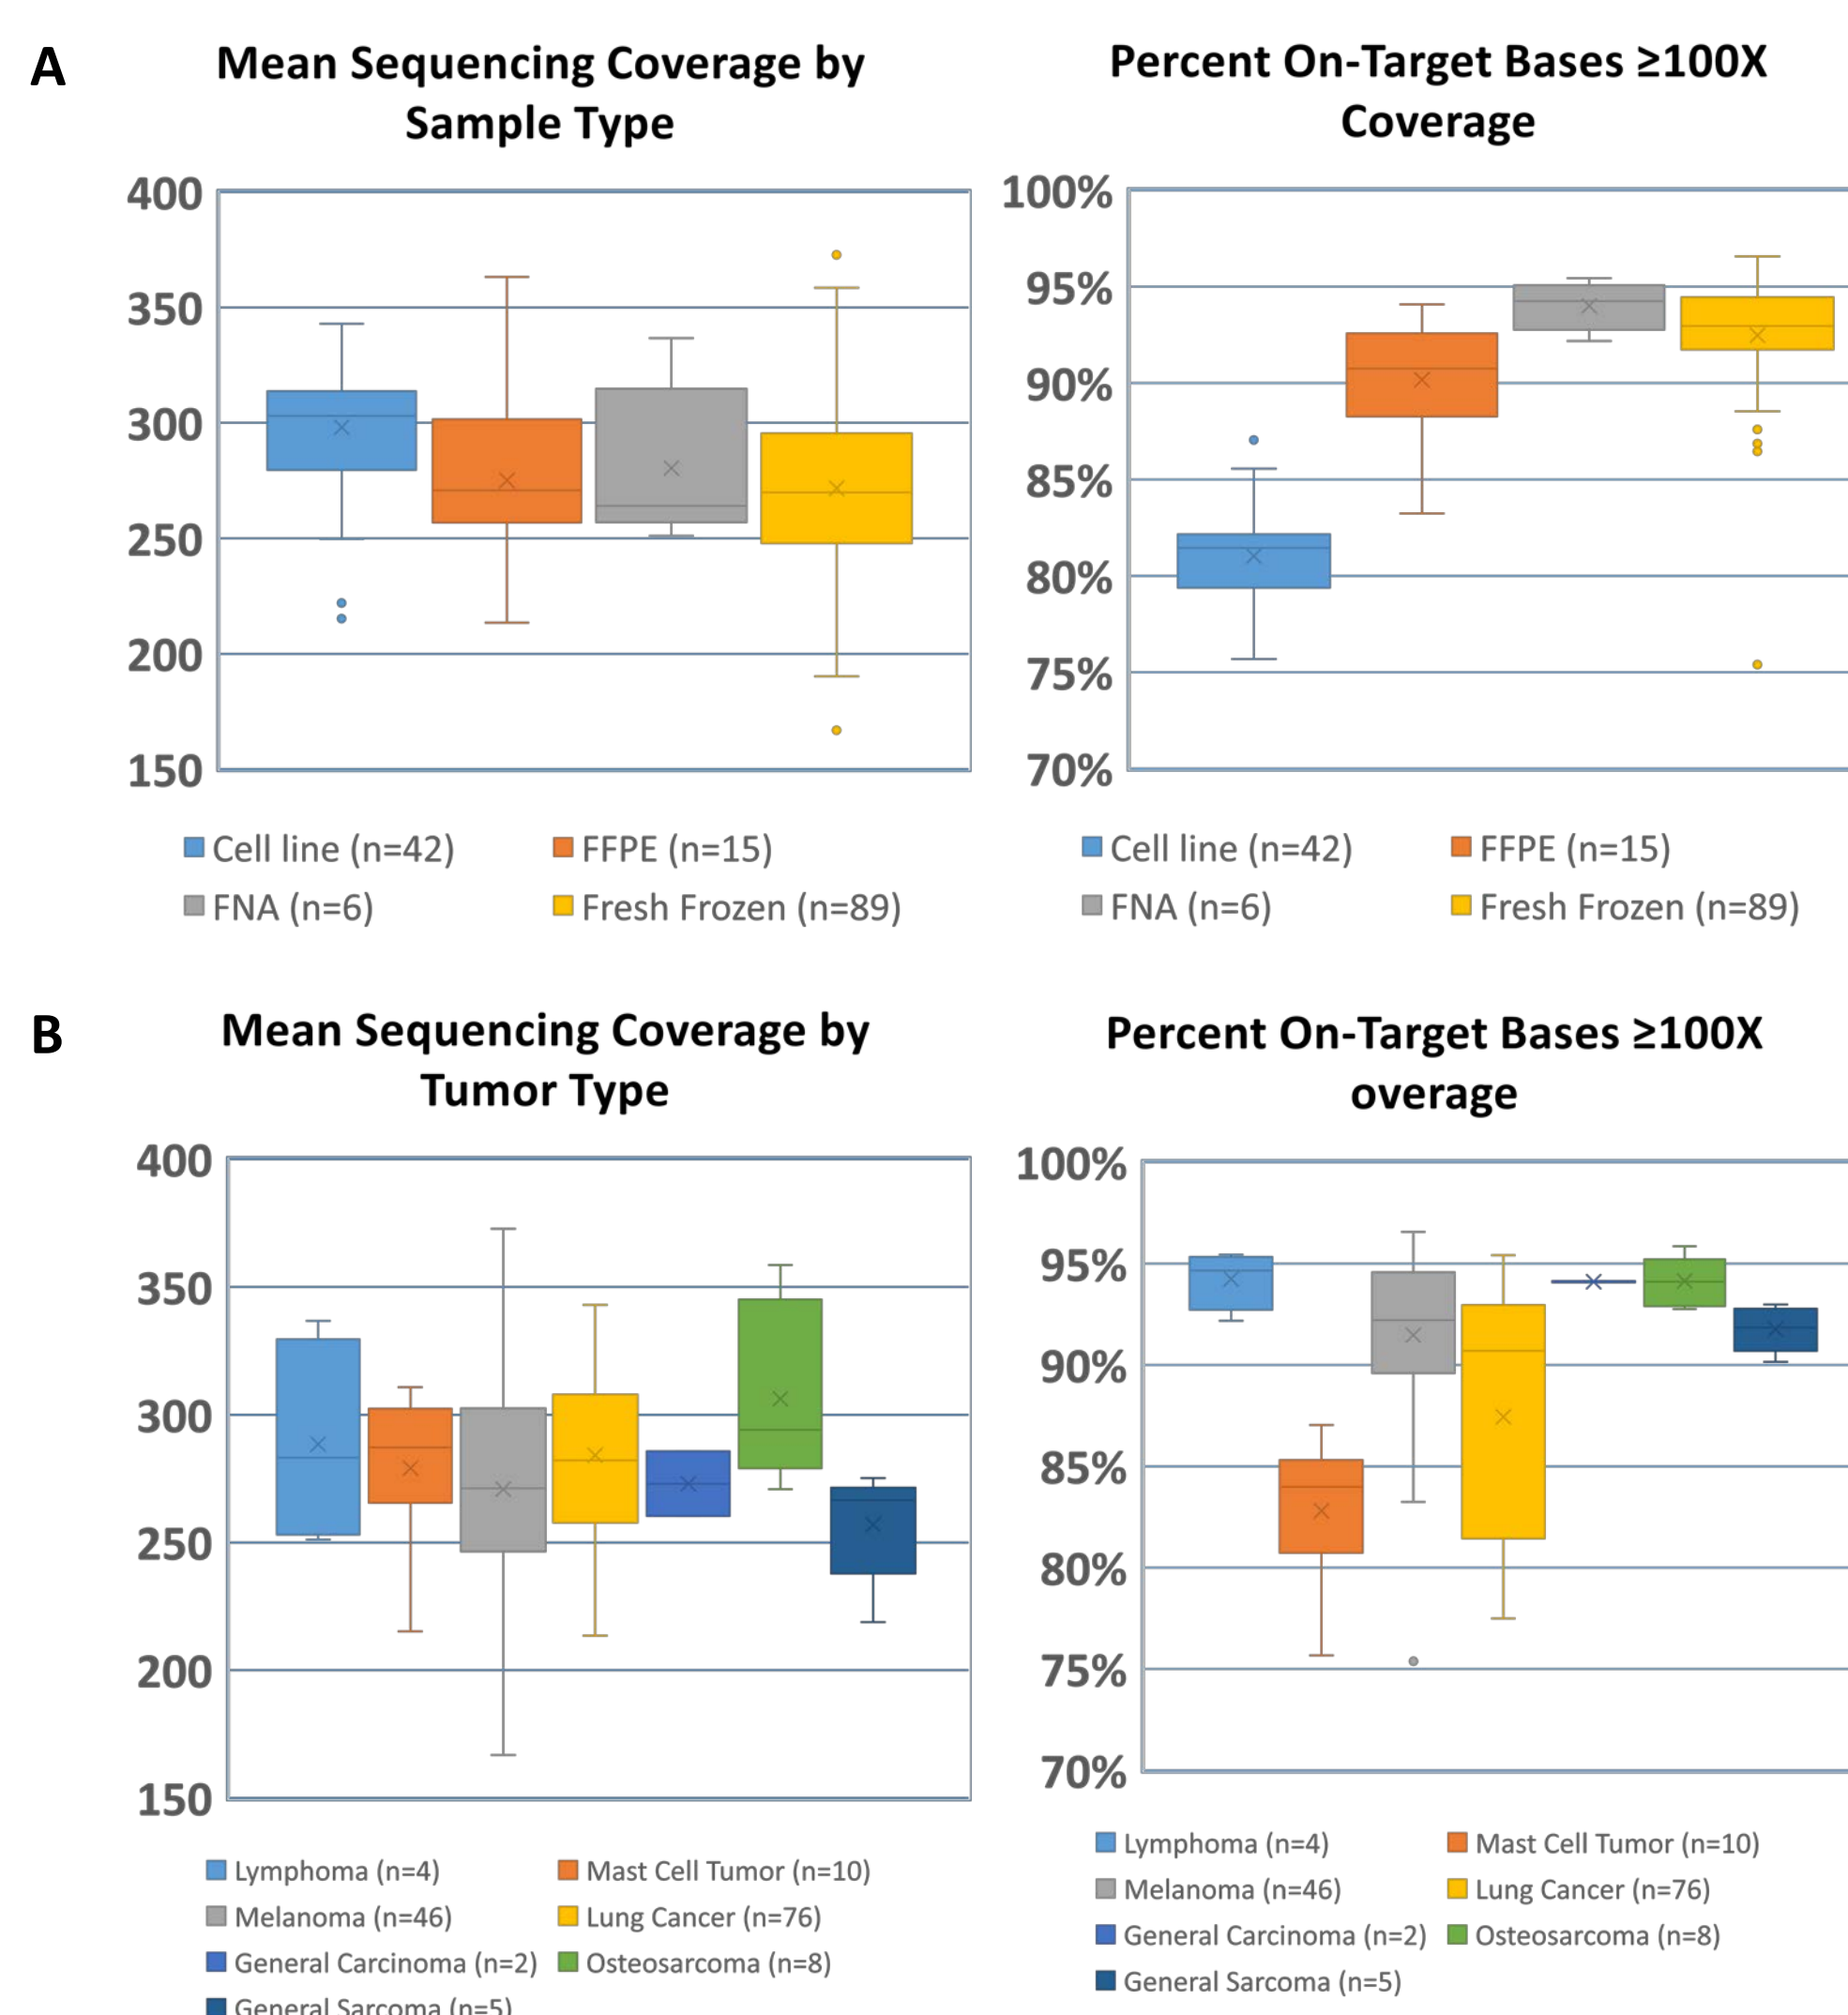 A
Mean Sequencing Coverage by
Sample Type
400
350
300
250
200
150
Cell line (n=42)
FFPE (n=15)
FNA (n=6)
Fresh Frozen (n=89)
Percent On-Target Bases ≥100X
Coverage
100%
95%
90%
85%
80%
75%
70%
Cell line (n=42)
FFPE (n=15)
FNA (n=6)
Fresh Frozen (n=89)
B
Mean Sequencing Coverage by
Tumor Type
400
350
300
250
200
150
Lymphoma (n=4)
Mast Cell Tumor (n=10)
Melanoma (n=46)
Lung Cancer (n=76)
General Carcinoma (n=2)
Osteosarcoma (n=8)
General Sarcoma (n=5)
Percent On-Target Bases ≥100X
overage
100%
95%
90%
85%
80%
75%
70%
Lymphoma (n=4)
Mast Cell Tumor (n=10)
Melanoma (n=46)
Lung Cancer (n=76)
General Carcinoma (n=2)
Osteosarcoma (n=8)
General Sarcoma (n=5)